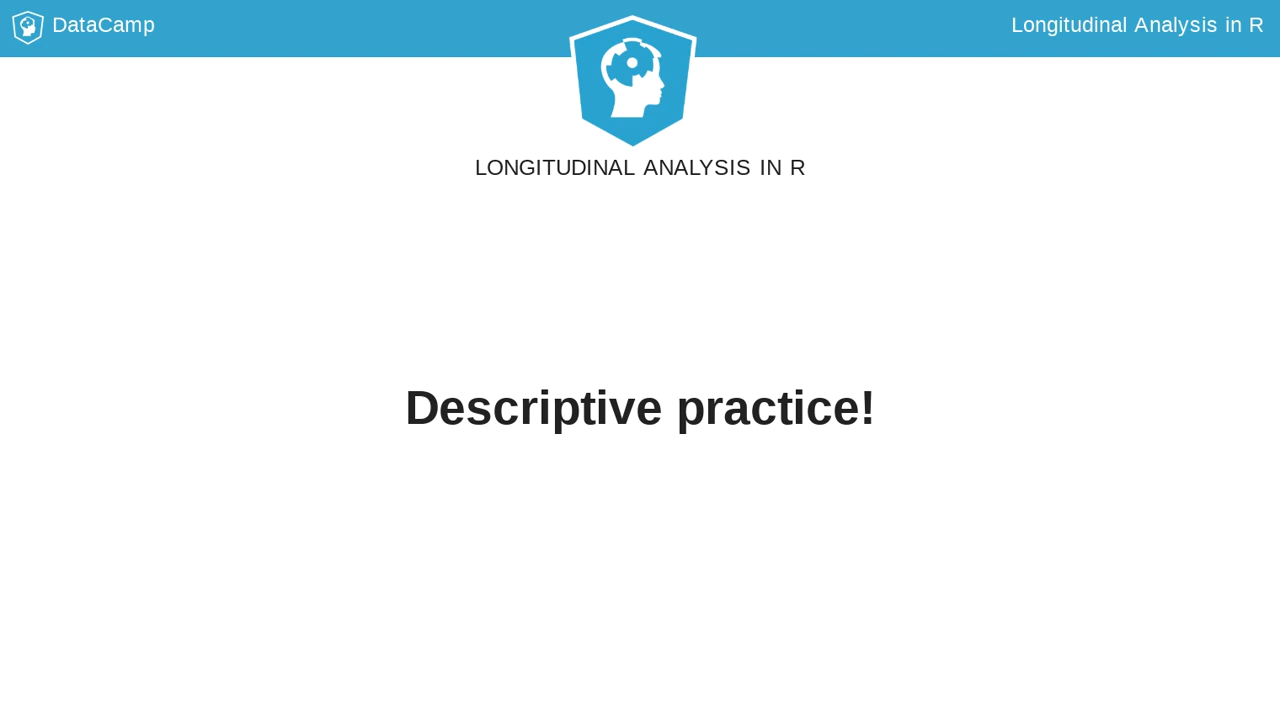 DataCamp
Longitudinal Analysis in R
LONGITUDINAL ANALYSIS IN R
Descriptive practice!